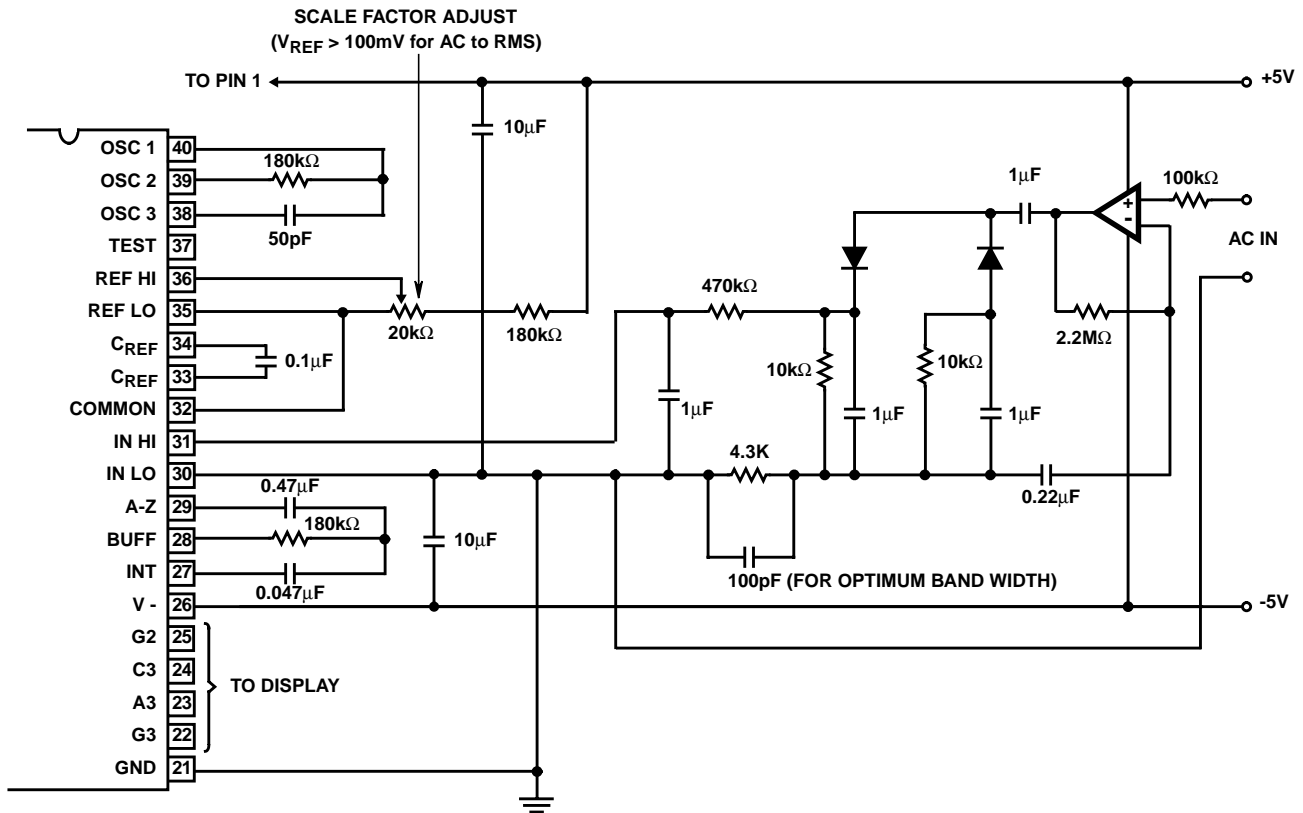 SCALE FACTOR ADJUST
(VREF > 100mV for AC to RMS)
TO PIN 1
+5V
OSC 1 40
180kΩ
10µF
OSC 2 39
1µF
100kΩ
OSC 3 38
50pF
+
-
AC IN
TEST 37
REF HI 36
470kΩ
REF LO 35
20kΩ
180kΩ
2.2MΩ
CREF 34
0.1µF
10kΩ
10kΩ
CREF 33
COMMON 32
1µF
1µF
1µF
IN HI 31
4.3K
IN LO 30
0.47µF
0.22µF
A-Z 29
180kΩ
BUFF 28
10µF
INT 27
0.047µF
100pF (FOR OPTIMUM BAND WIDTH)
V - 26
-5V
G2 25
C3 24
TO DISPLAY
A3 23
G3 22
GND 21